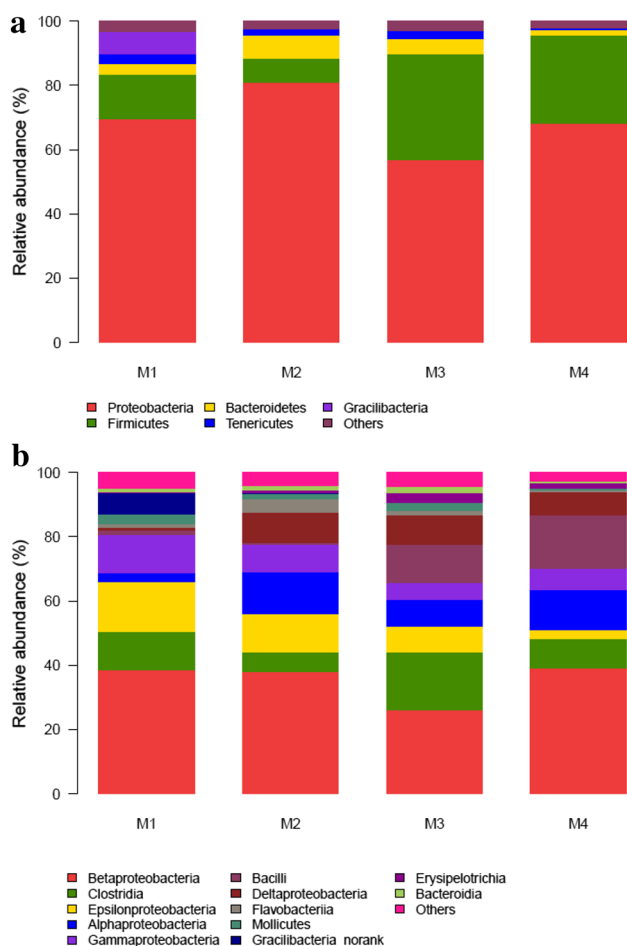 a
Relative abundance (%)
100
80
60
40
20
0
M1 M2 M3 M4
Proteobacteria Bacteroidetes Gracilibacteria
Firmicutes Tenericutes Others
b
Relative abundance (%)
100
80
60
40
20
0
M1 M2 M3 M4
Betaproteobacteria Bacilli Erysipelotrichia
Clostridia Deltaproteobacteria Bacteroidia
Epsilonproteobacteria Flavobacteriia Others
Alphaproteobacteria Mollicutes
Gammaproteobacteria Gracilibacteria_norank